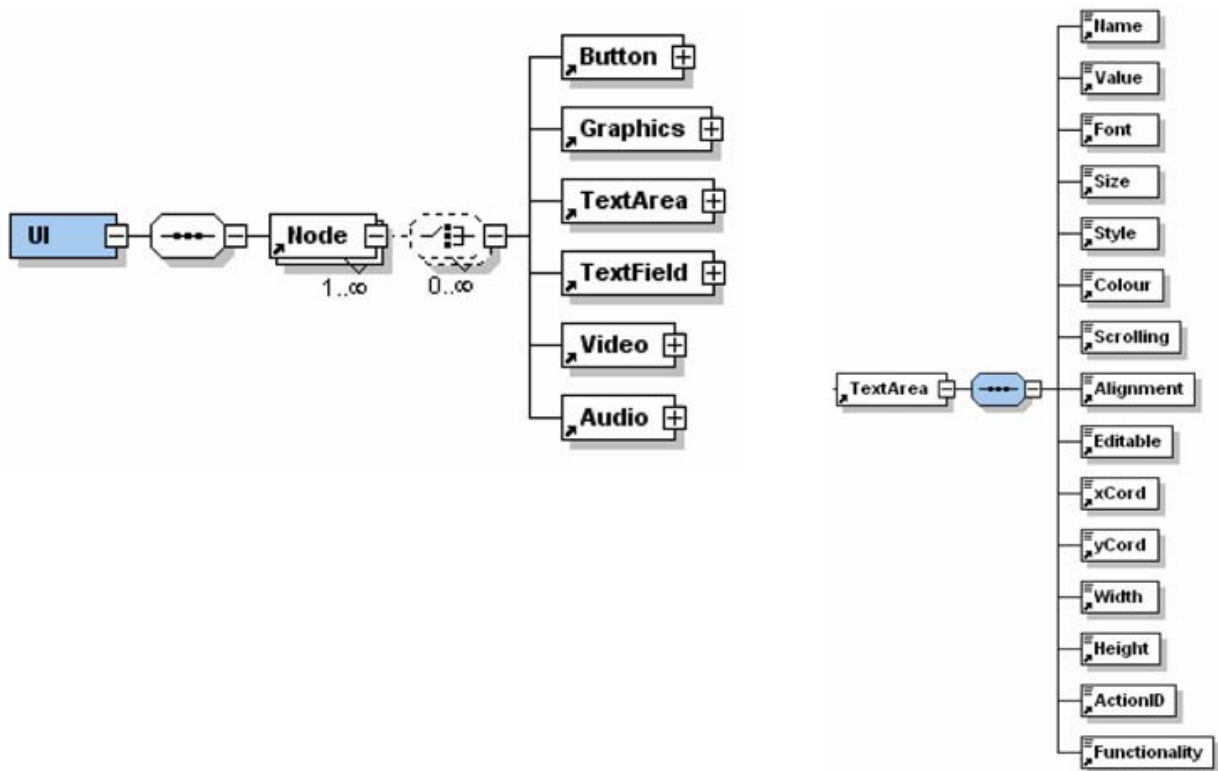 UI
Node
1..∞
0..∞
Button
Graphics
TextArea
TextField
Video
Audio
TextArea
Name
Value
Font
Size
Style
Colour
Scrolling
Alignment
Editable
xCord
yCord
Width
Height
ActionID
Functionality